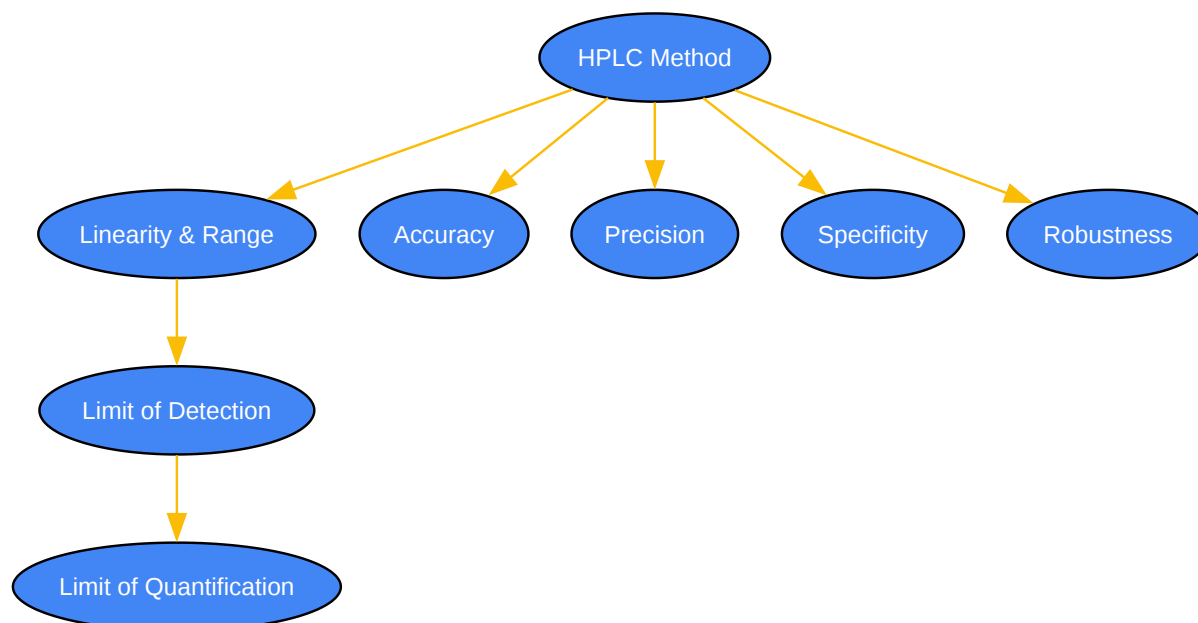 HPLC Method
Linearity & Range
Accuracy
Precision
Specificity
Robustness
Limit of Detection
Limit of Quantification